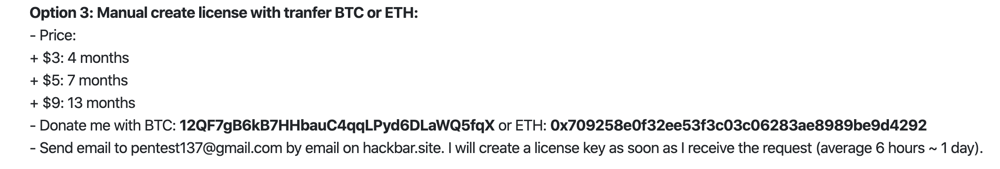 Option 3: Manual create license with tranfer BTC or ETH:
- Price:
+ $3: 4 months
+ $5: 7 months
+ $9: 13 months
- Donate me with BTC: 12QF7gB6kB7HHbauC4qqLPyd6DLaWQ5fqX or ETH: 0x709258e0f32ee53f3c03c06283ae8989be9d4292
- Send email to pentest137@gmail.com by email on hackbar.site. I will create a license key as soon as I receive the request (average 6 hours ~ 1 day).